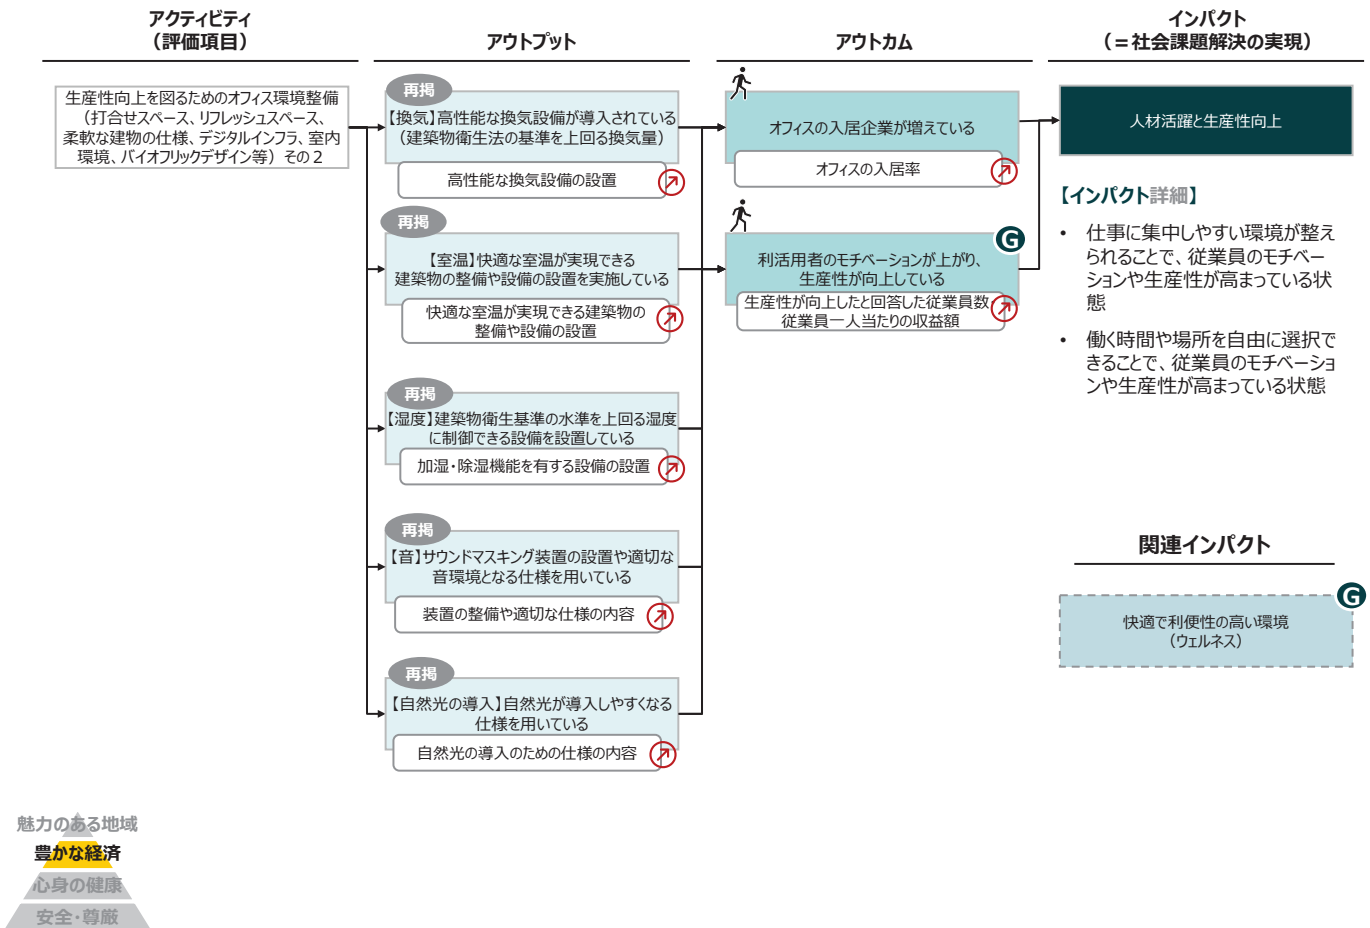 アクティビティ
（評価項目）
アウトプット
アウトカム
インパクト
（＝社会課題解決の実現）
生産性向上を図るためのオフィス環境整備
（打合せスペース、リフレッシュスペース、
柔軟な建物の仕様、デジタルインフラ、室内
環境、バイオフリックデザイン等）その２
再掲
【換気】高性能な換気設備が導入されている
（建築物衛生法の基準を上回る換気量）
高性能な換気設備の設置
再掲
【室温】快適な室温が実現できる
建築物の整備や設備の設置を実施している
快適な室温が実現できる建築物の
整備や設備の設置
再掲
【湿度】建築物衛生基準の水準を上回る湿度
に制御できる設備を設置している
加湿・除湿機能を有する設備の設置
再掲
【音】サウンドマスキング装置の設置や適切な
音環境となる仕様を用いている
装置の整備や適切な仕様の内容
再掲
【自然光の導入】自然光が導入しやすくなる
仕様を用いている
自然光の導入のための仕様の内容
オフィスの入居企業が増えている
オフィスの入居率
G
利活用者のモチベーションが上がり、
生産性が向上している
生産性が向上したと回答した従業員数・
従業員一人当たりの収益額
人材活躍と生産性向上
【インパクト詳細】
• 仕事に集中しやすい環境が整え
られることで、従業員のモチベー
ションや生産性が高まっている状
態
• 働く時間や場所を自由に選択で
きることで、従業員のモチベーショ
ンや生産性が高まっている状態
関連インパクト
G
快適で利便性の高い環境
（ウェルネス）
魅力のある地域
豊かな経済
心身の健康
安全・尊厳